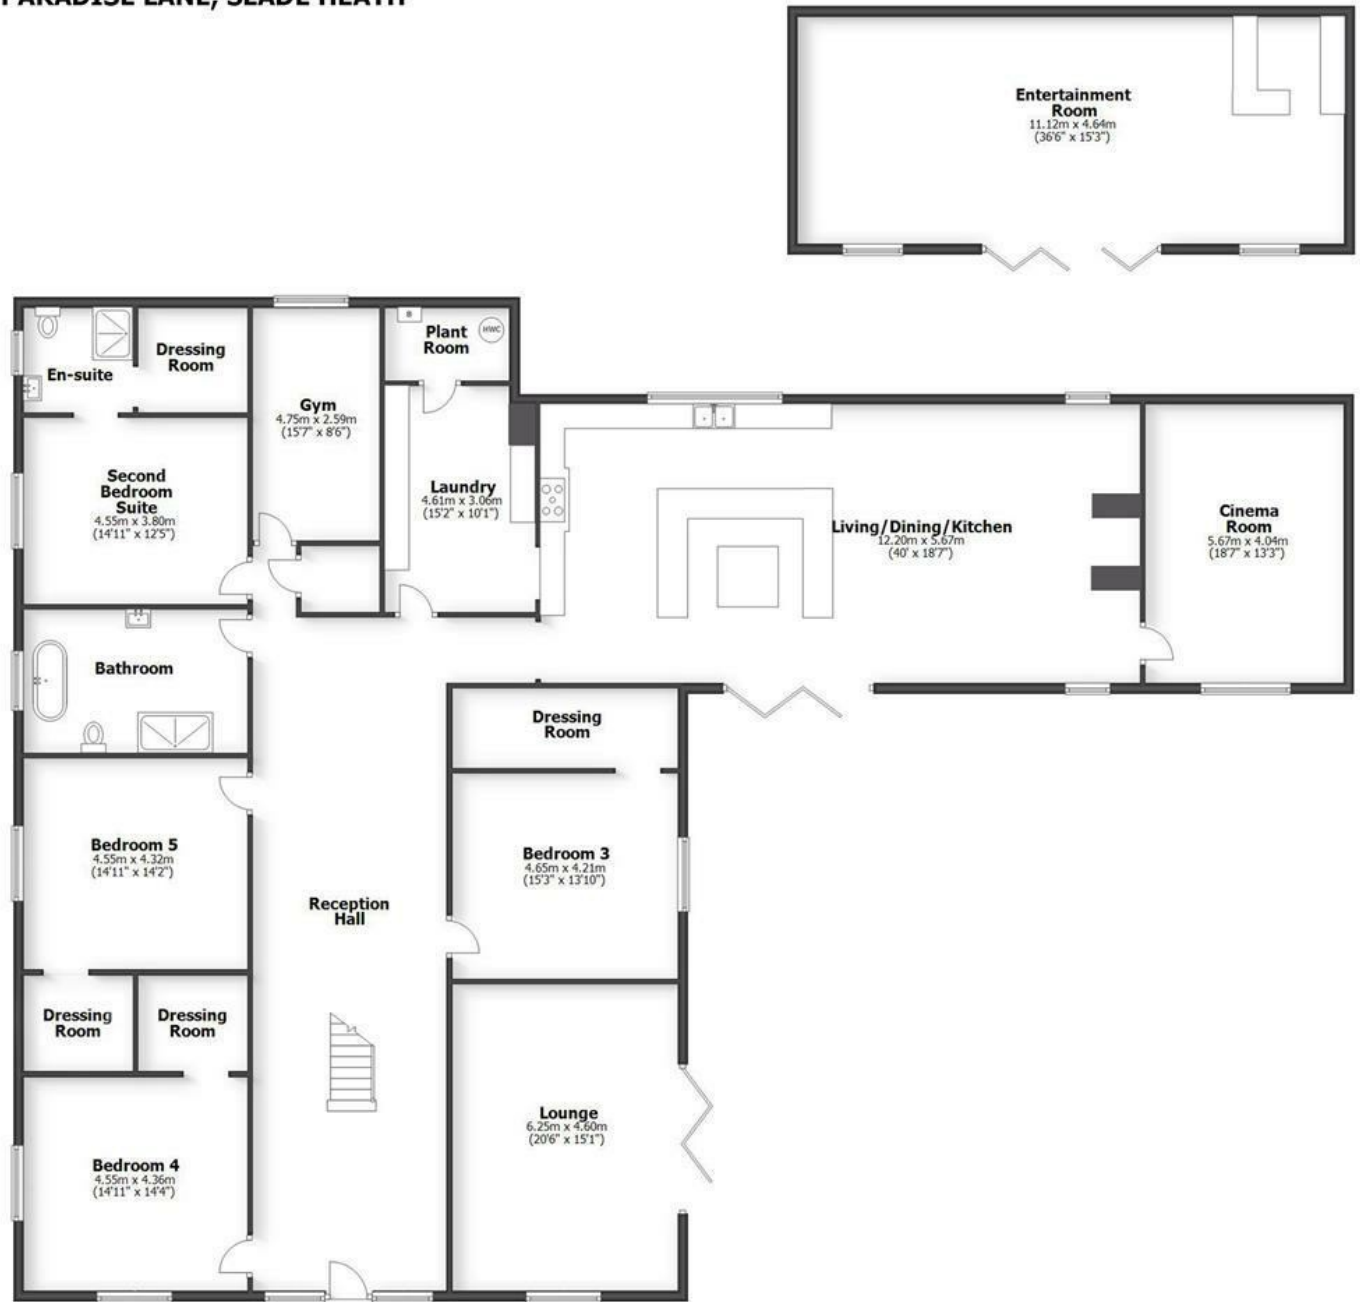 PARADISE LANE, SLADE HEATH
Entertainment
Room
11.12m x 4.64m
(36'6" x 15'3")
En-suite
Dressing
Room
Gym
4.75m x 2.59m
(15'7" x 8'6")
B
Plant
Room
HWC
Second
Bedroom
Suite
4.55m x 3.80m
(14'11" x 12'5")
Laundry
4.61m x 3.06m
(15'2" x 10'1")
Living/Dining/Kitchen
12.20m x 5.67m
(40' x 18'7")
Cinema
Room
5.67m x 4.04m
(18'7" x 13'3")
Bathroom
Dressing
Room
Bedroom 5
4.55m x 4.32m
(14'11" x 14'2")
Bedroom 3
4.65m x 4.21m
(15'3" x 13'10")
Reception
Hall
Dressing
Room
Dressing
Room
Lounge
6.25m x 4.60m
(20'6" x 15'1")
Bedroom 4
4.55m x 4.36m
(14'11" x 14'4")